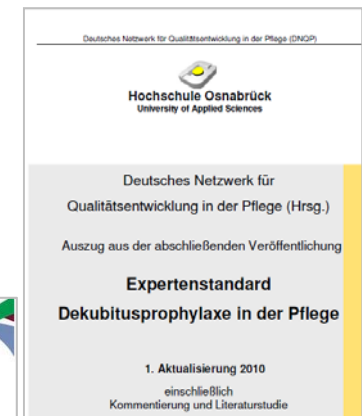 Deutsches Netzwerk für Qualitätsentwicklung in der Pflege (DNQP)
Hochschule Osnabrück
University of Applied Sciences
Deutsches Netzwerk für
Qualitätsentwicklung in der Pflege (Hrsg.)
Auszug aus der abschließenden Veröffentlichung
Expertenstandard
Dekubitusprophylaxe in der Pflege
1. Aktualisierung 2010
einschließlich
Kommentierung und Literaturstudie